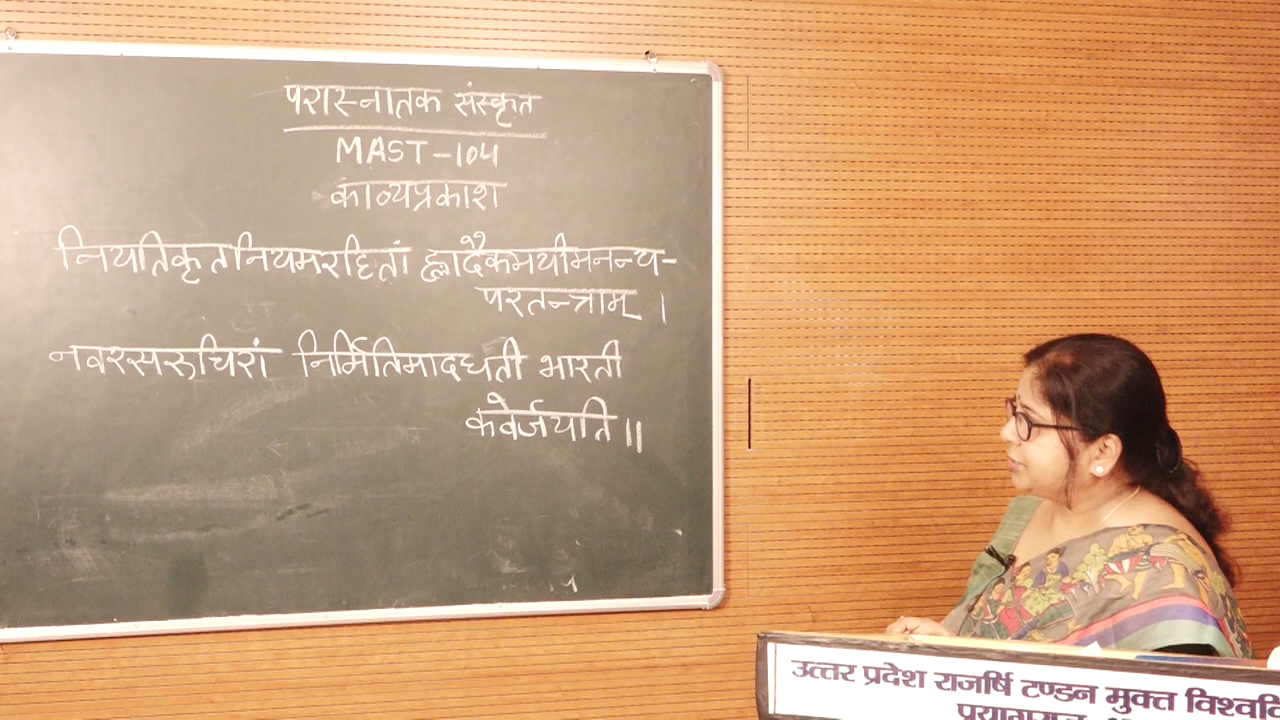 परास्नातक संस्कृत
MAST-104
काव्यप्रकाश
नियतिकृतनियमरहितां ह्लादैकमयीमनन्य-
परतन्त्राम् ।
नवरसरुचिरां निर्मितिमादधती भारती
कवेर्जयति ॥
उत्तर प्रदेश राजर्षि टण्डन मुक्त